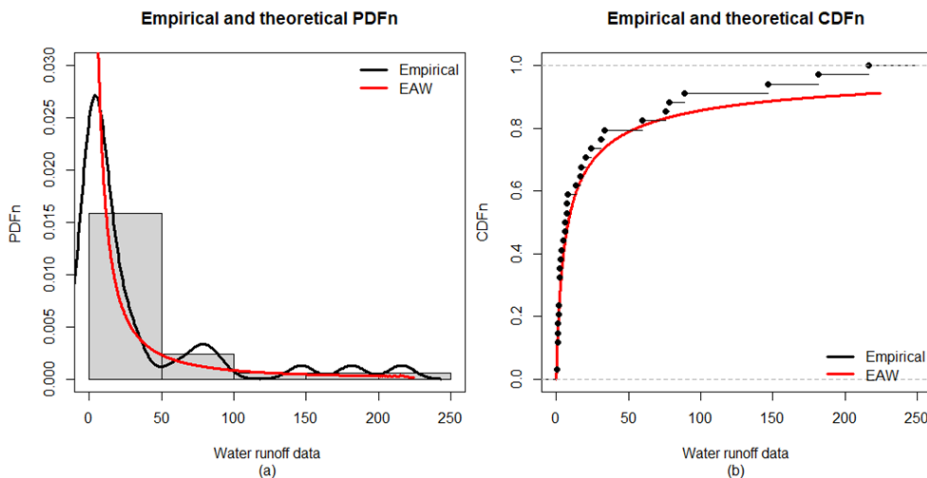 Empirical and theoretical PDFn
Empirical
EAW
0.030
0.025
0.020
0.015
0.010
0.005
0.000
PDFn
0
50
100
150
200
250
Water runoff data
(a)
Empirical and theoretical CDFn
1.0
0.8
0.6
0.4
0.2
0.0
CDFn
Empirical
EAW
0
50
100
150
200
250
Water runoff data
(b)